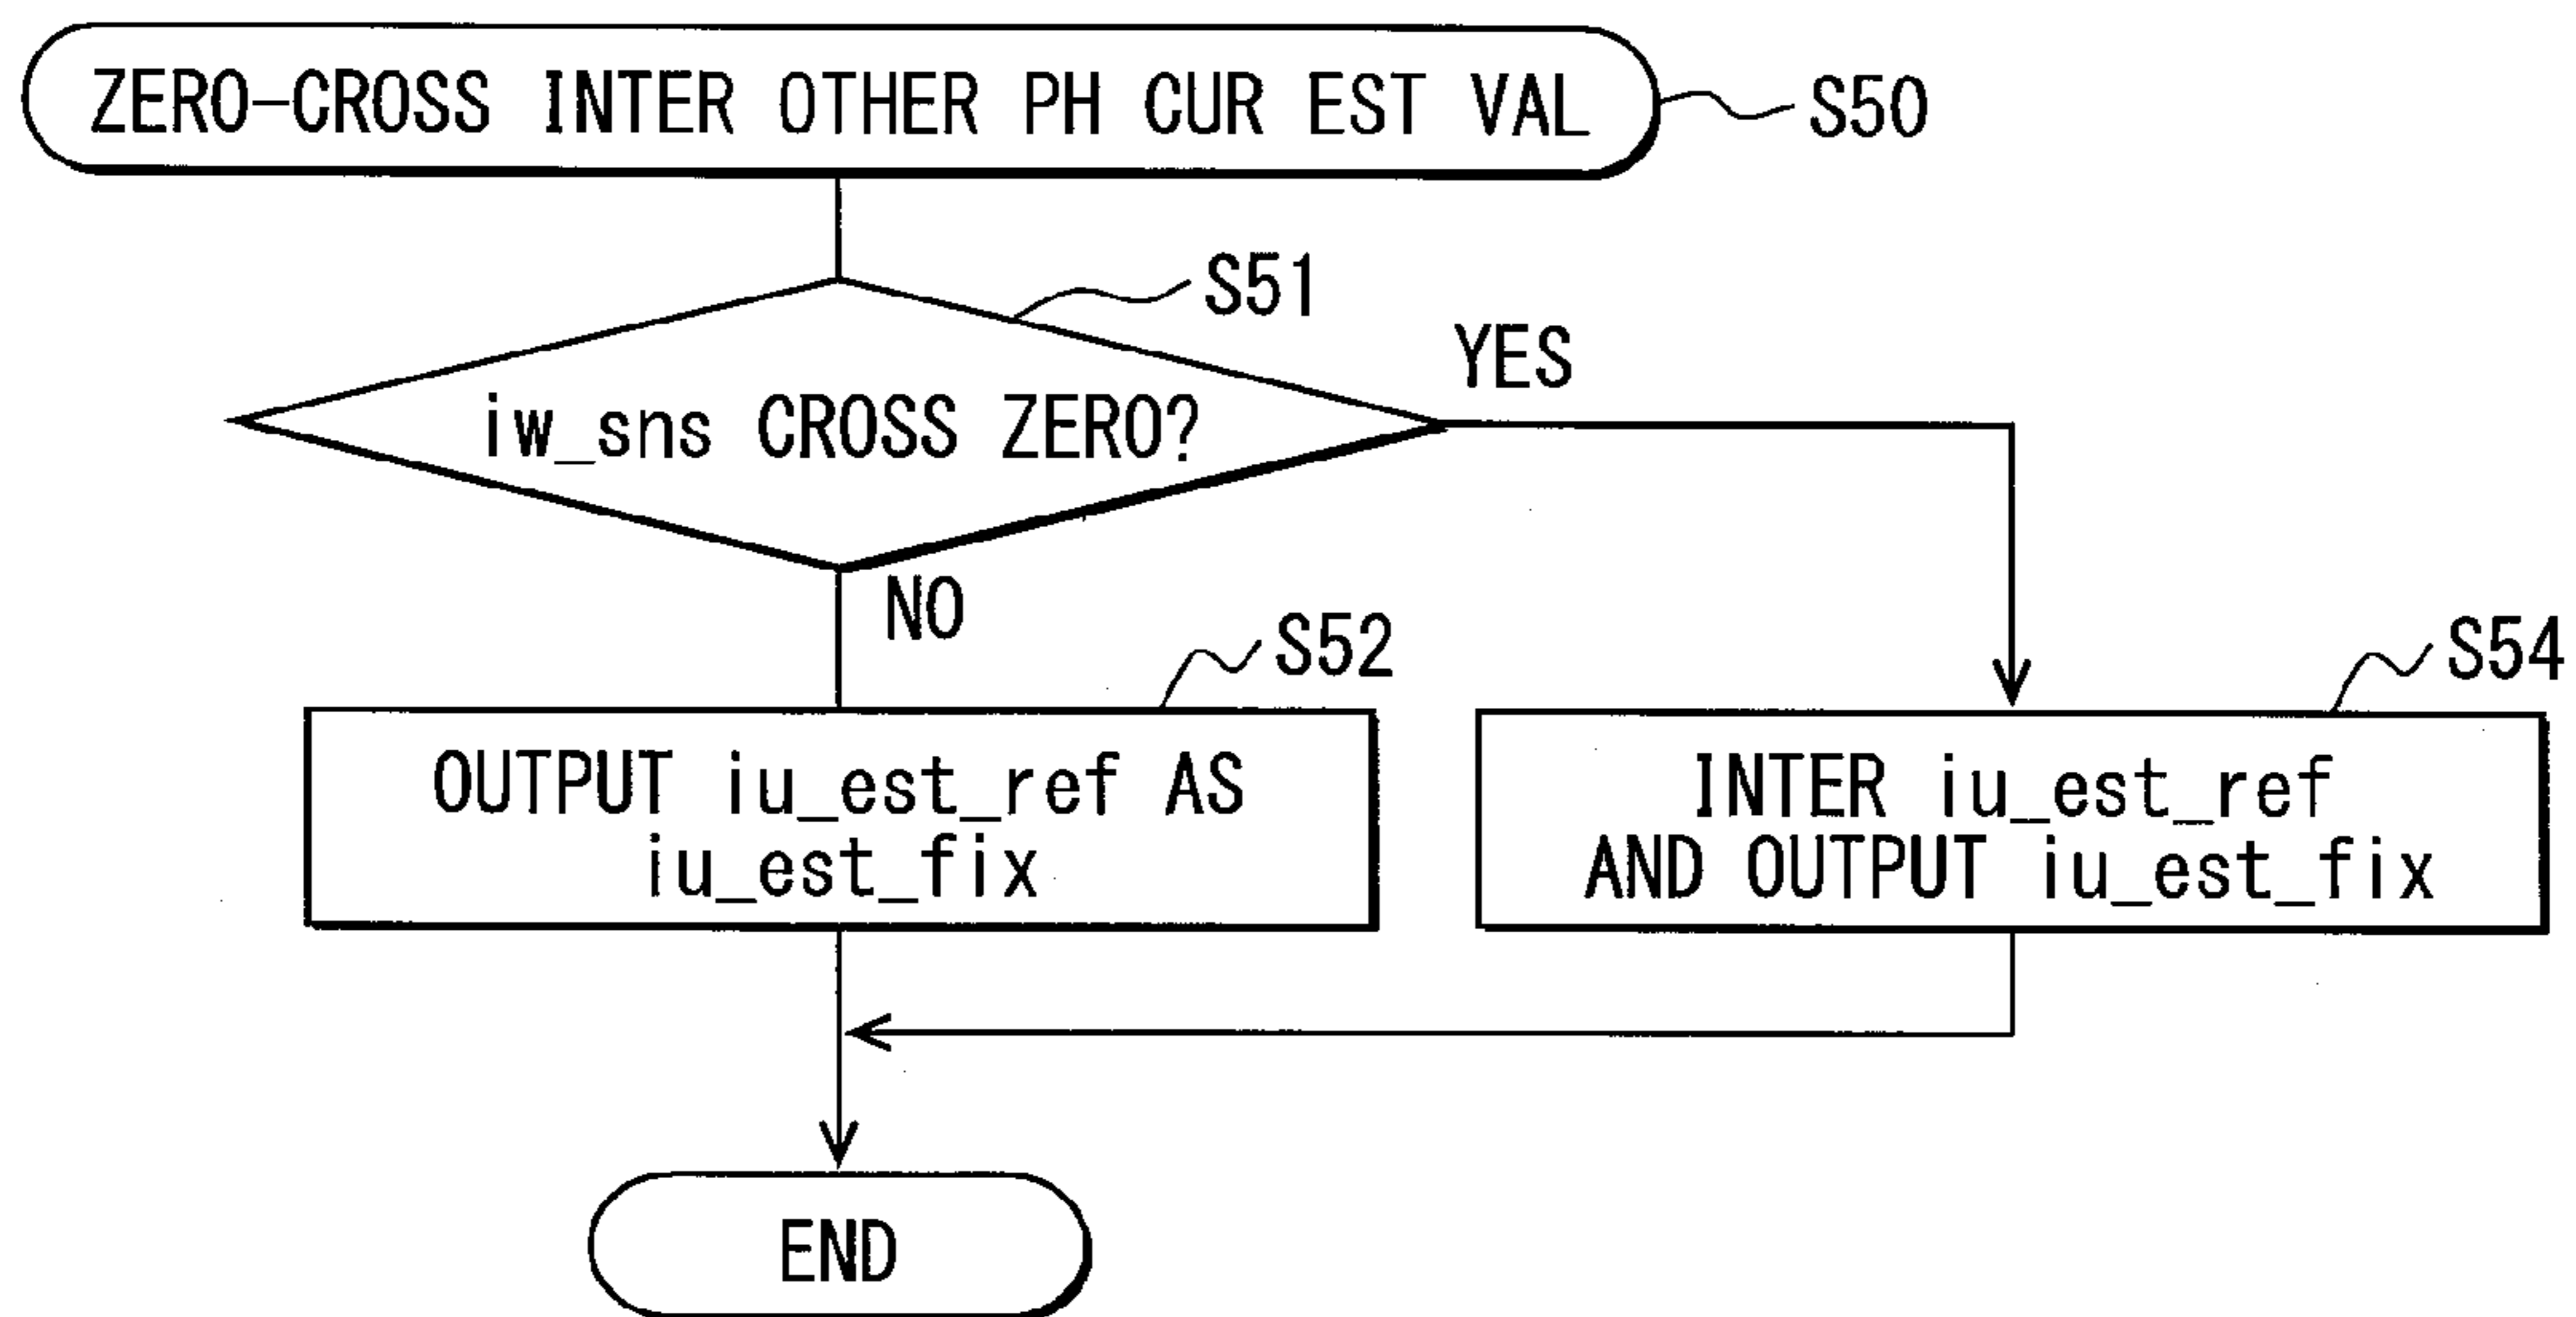 ZERO-CROSS INTER OTHER PH CUR EST VAL
S50
S51
iw_sns CROSS ZERO?
YES
NO
S52
OUTPUT iu_est_ref AS
iu_est_fix
S54
INTER iu_est_ref
AND OUTPUT iu_est_fix
END